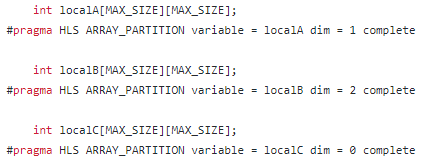 int localA[MAX_SIZE][MAX_SIZE];
#pragma HLS ARRAY_PARTITION variable = localA dim = 1 complete
int localB[MAX_SIZE][MAX_SIZE];
#pragma HLS ARRAY_PARTITION variable = localB dim = 2 complete
int localC[MAX_SIZE][MAX_SIZE];
#pragma HLS ARRAY_PARTITION variable = localC dim = 0 complete